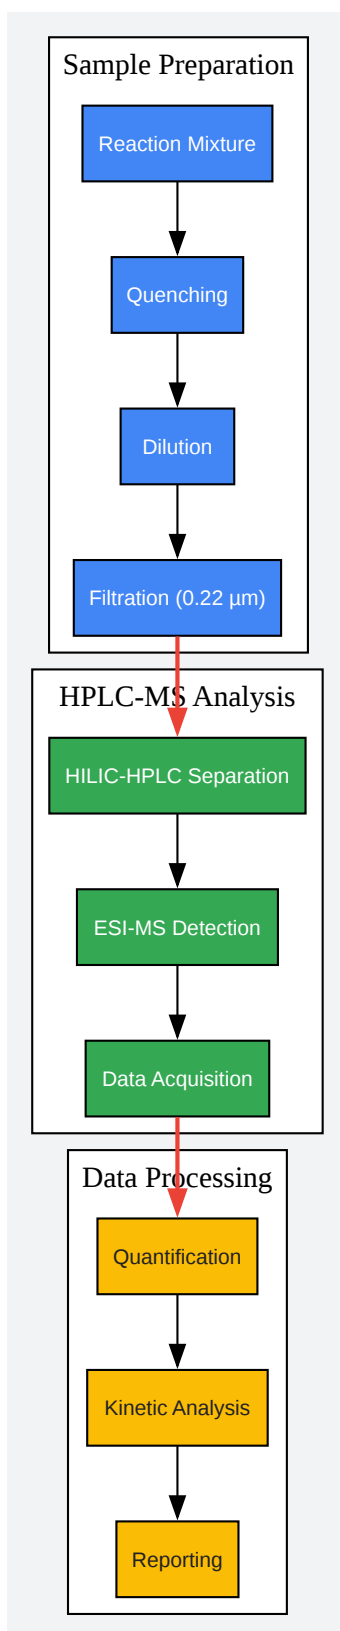 Sample Preparation
Reaction Mixture
Quenching
Dilution
Filtration (0.22 µm)
HPLC-MS Analysis
HILIC-HPLC Separation
ESI-MS Detection
Data Acquisition
Data Processing
Quantification
Kinetic Analysis
Reporting